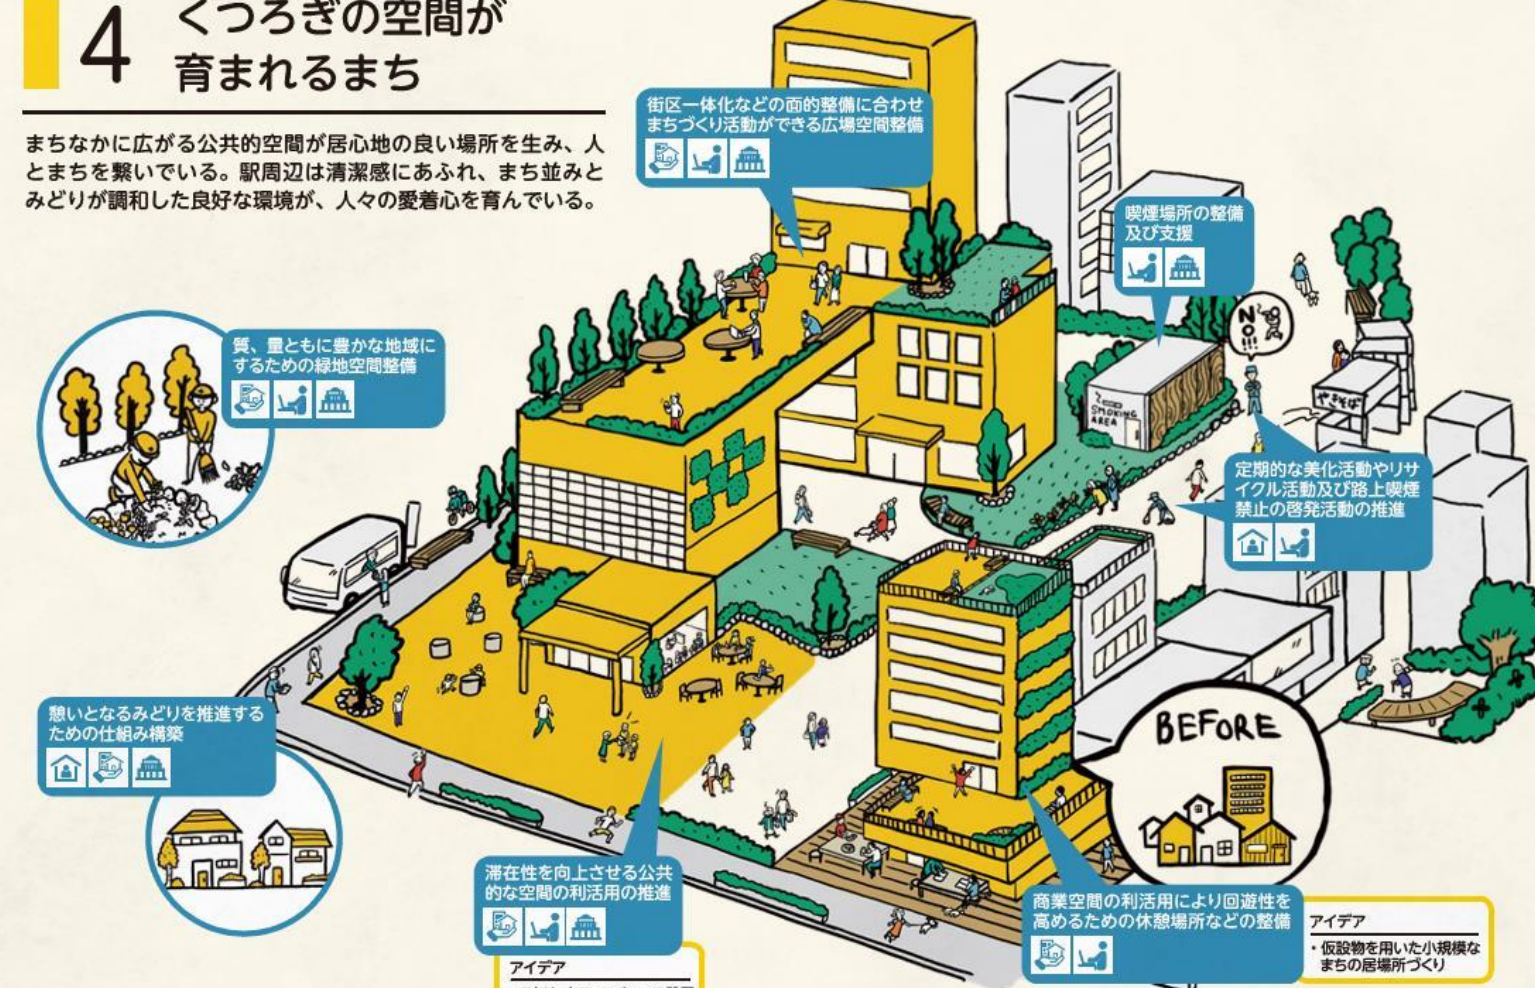 4
くつろぎの空間が
育まれるまち
まちなかに広がる公共的空間が居心地の良い場所を生み、人
とまちを繋いでいる。駅周辺は清潔感にあふれ、まち並みと
みどりが調和した良好な環境が、人々の愛着心を育んでいる。
街区一体化などの面的整備に合わせ
まちづくり活動ができる広場空間整備
喫煙場所の整備
及び支援
NO!!!
質、量ともに豊かな地域に
するための緑地空間整備
SMOKING
AREA
やきそば
定期的な美化活動やリサ
イクル活動及び路上喫煙
禁止の啓発活動の推進
憩いとなるみどりを推進する
ための仕組み構築
BEFORE
滞在性を向上させる公共
的な空間の利活用の推進
商業空間の利活用により回遊性を
高めるための休憩場所などの整備
アイデア
・仮設物を用いた小規模な
まちの居場所づくり
アイデア